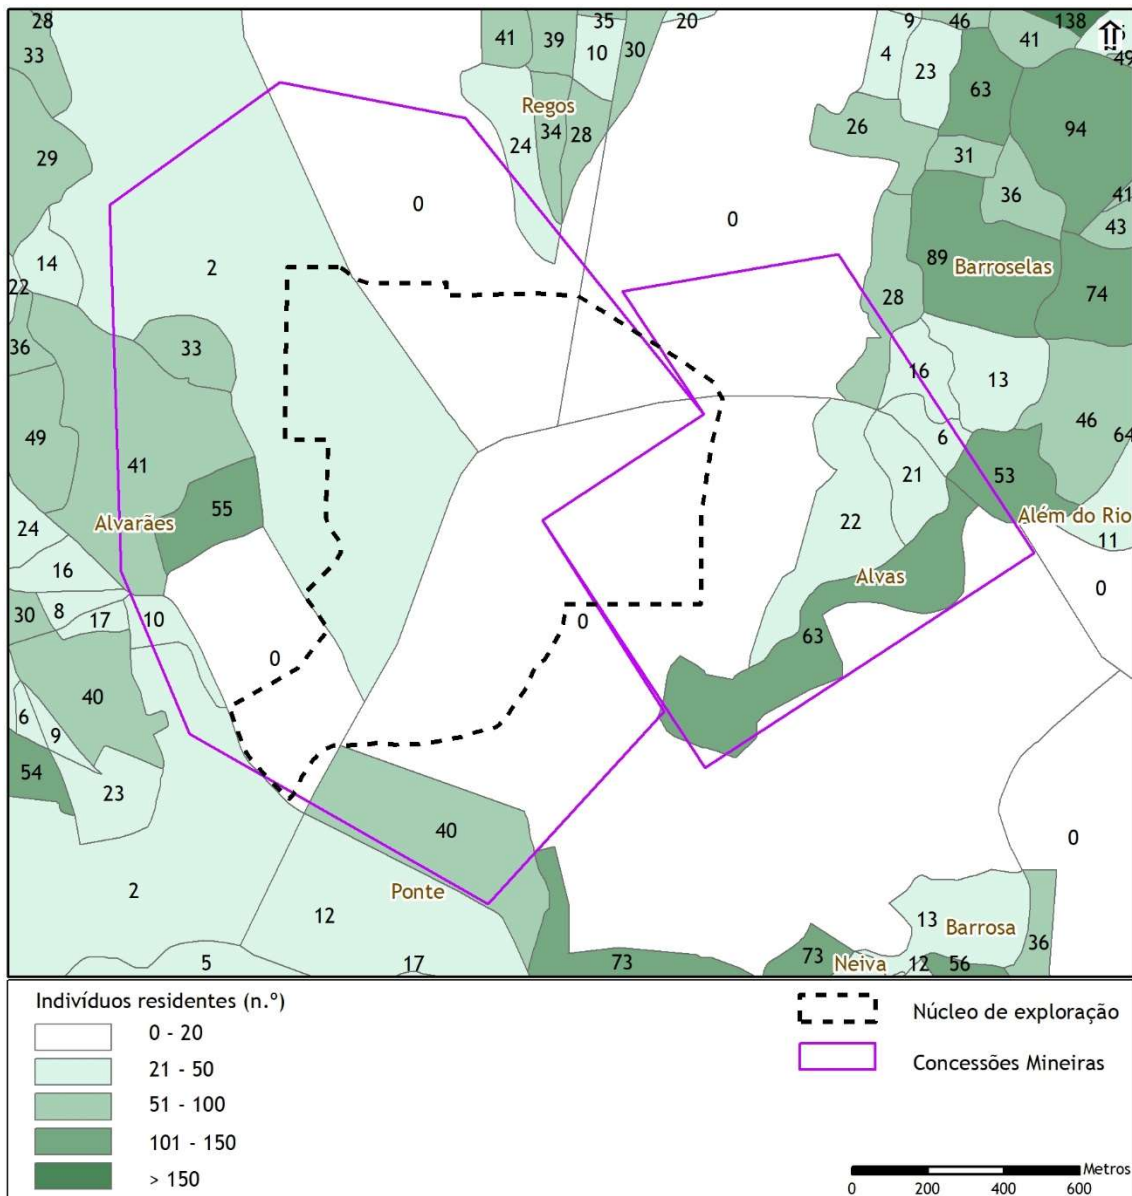 28 35 20 9 46 138
33 41 39 10 30 4 23 41 49
63
Regos
29 24 34 28 26 94
31
36 41
0 0 43
14 2 89 Barroselas
22 28 74
36 33
16 13
49 41 6 46 64
55 21 53
24 Alvarães 22 Além do Rio
11
16 Alvas 0
30 8 17 10 0 63
0
40
6 9
54 23
40 0
2 Ponte
12 13 Barrosa 36
5 17 73 73 Neiva 12 56
Indivíduos residentes (n.º)
0 - 20
21 - 50
51 - 100
101 - 150
> 150
Núcleo de exploração
Concessões Mineiras
Metros
0 200 400 600